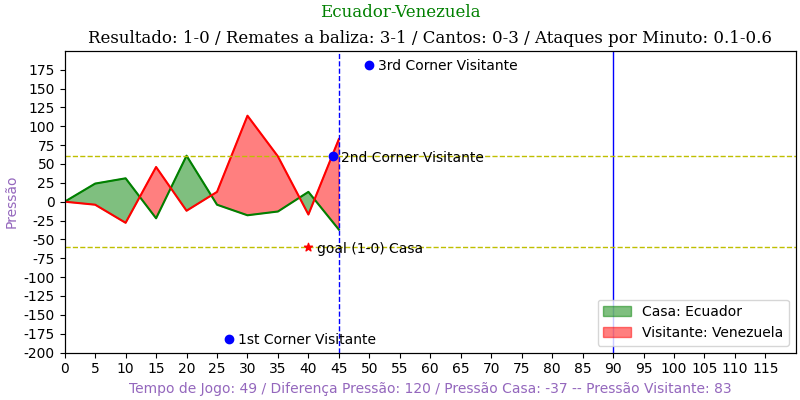 Ecuador-Venezuela
Resultado: 1-0 / Remates a baliza: 3-1 / Cantos: 0-3 / Ataques por Minuto: 0.1-0.6
175
150
125
100
75
50
25
0
-25
-50
-75
-100
-125
-150
-175
-200
Pressão
3rd Corner Visitante
2nd Corner Visitante
goal (1-0) Casa
1st Corner Visitante
Casa: Ecuador
Visitante: Venezuela
0 5 10 15 20 25 30 35 40 45 50 55 60 65 70 75 80 85 90 95 100 105 110 115
Tempo de Jogo: 49 / Diferença Pressão: 120 / Pressão Casa: -37 -- Pressão Visitante: 83